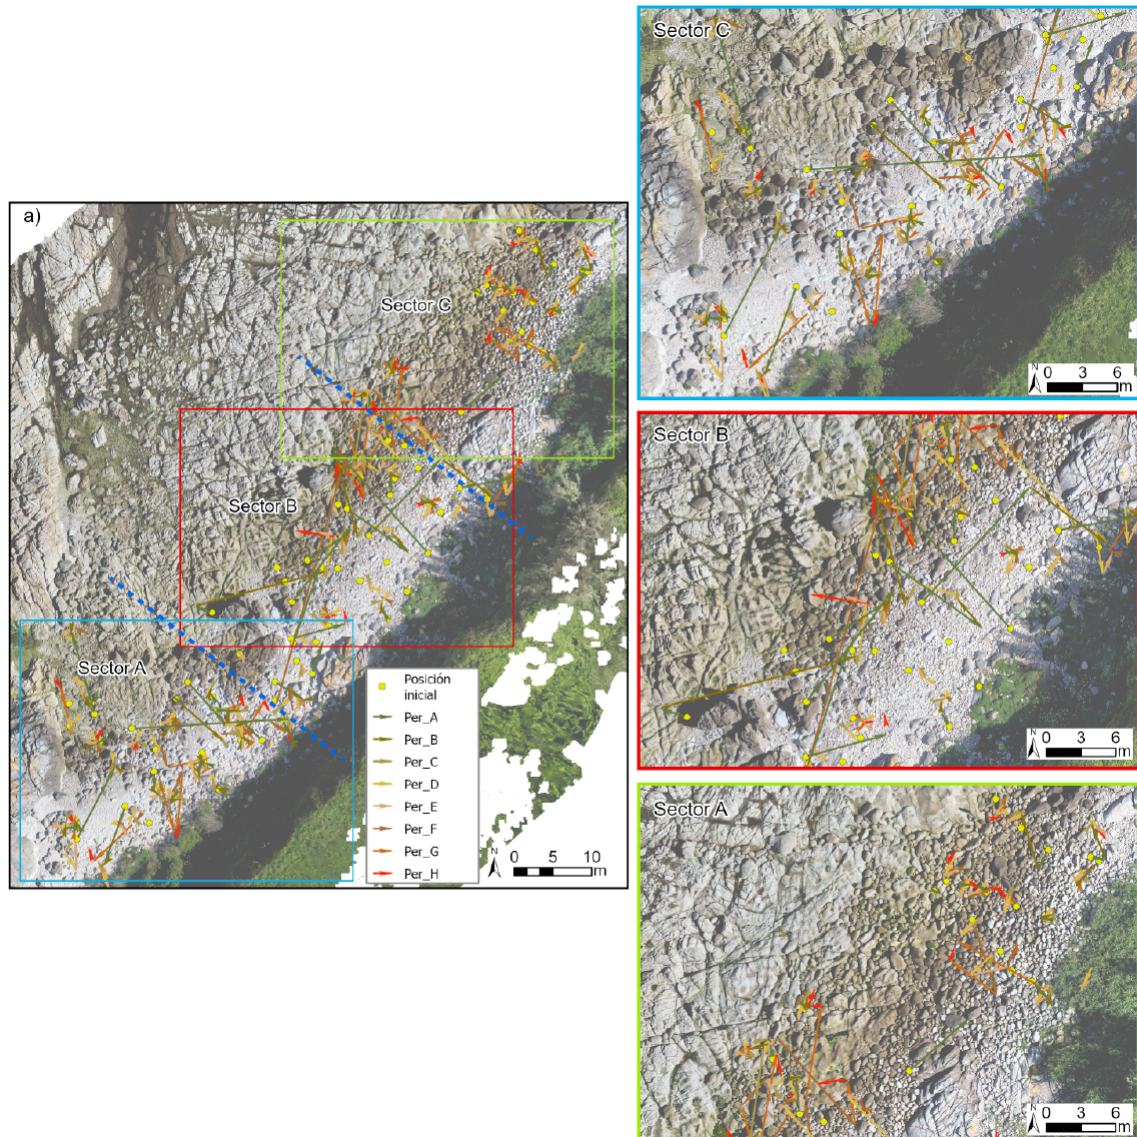 a)
Sector C
Sector B
Sector A
Posición
inicial
Per_A
Per_B
Per_C
Per_D
Per_E
Per_F
Per_G
Per_H
N
0 5 10
m
Sector C
N
0 3 6
m
Sector B
N
0 3 6
m
Sector A
N
0 3 6
m